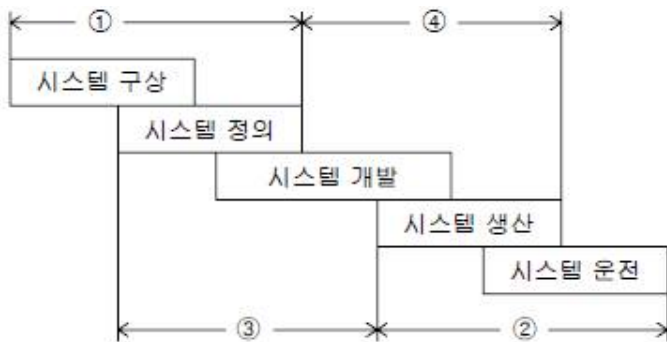 ① ④
시스템 구상
시스템 정의
시스템 개발
시스템 생산
시스템 운전
③ ②